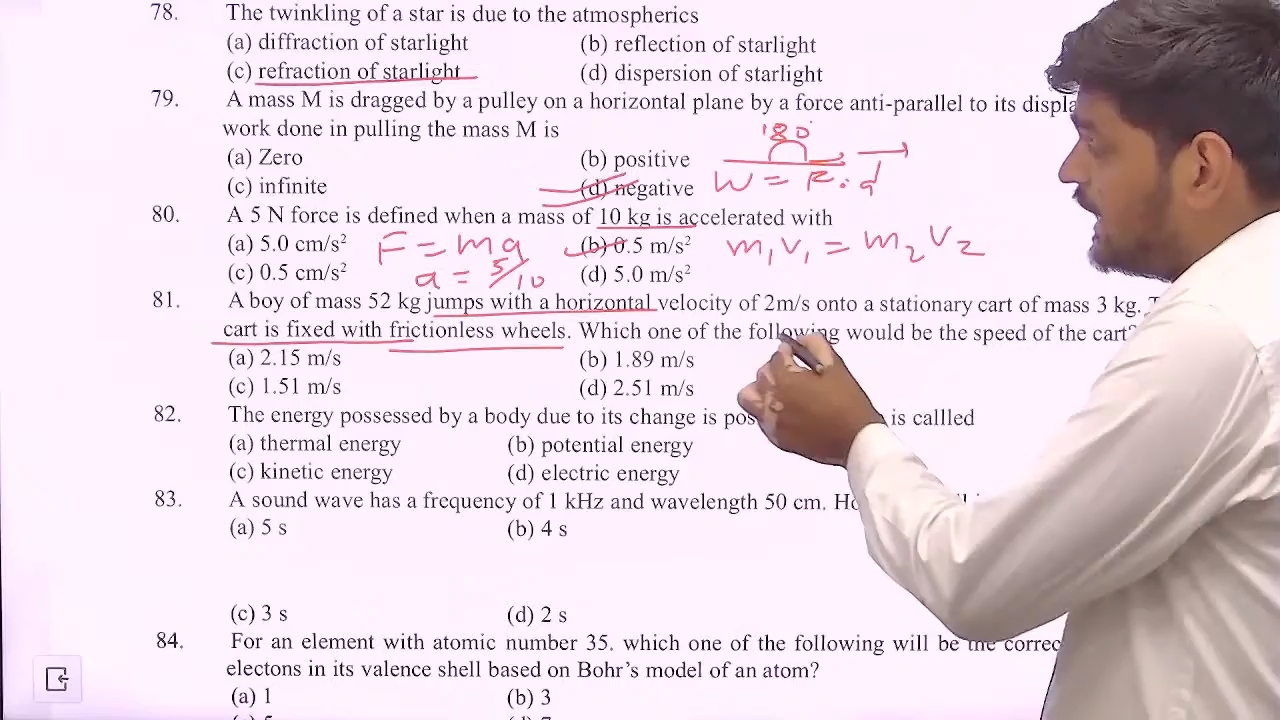 78. The twinkling of a star is due to the atmospherics
(a) diffraction of starlight (b) reflection of starlight
(c) refraction of starlight (d) dispersion of starlight
79. A mass M is dragged by a pulley on a horizontal plane by a force anti-parallel to its
work done in pulling the mass M is 180°
(a) Zero (b) positive
(c) infinite (d) negative W = F.d
80. A 5 N force is defined when a mass of 10 kg is accelerated with
(a) 5.0 cm/s² F = ma (b) 0.5 m/s² m₁v₁ = m₂v₂
(c) 0.5 cm/s² a = 5/10 (d) 5.0 m/s²
81. A boy of mass 52 kg jumps with a horizontal velocity of 2m/s onto a stationary cart of mass 3 kg.
cart is fixed with frictionless wheels. Which one of the following would be the speed of the cart?
(a) 2.15 m/s (b) 1.89 m/s
(c) 1.51 m/s (d) 2.51 m/s
82. The energy possessed by a body due to its change is is callled
(a) thermal energy (b) potential energy
(c) kinetic energy (d) electric energy
83. A sound wave has a frequency of 1 kHz and wavelength 50 cm.
(a) 5 s (b) 4 s
(c) 3 s (d) 2 s
84. For an element with atomic number 35. which one of the following will be the
electons in its valence shell based on Bohr's model of an atom?
(a) 1 (b) 3